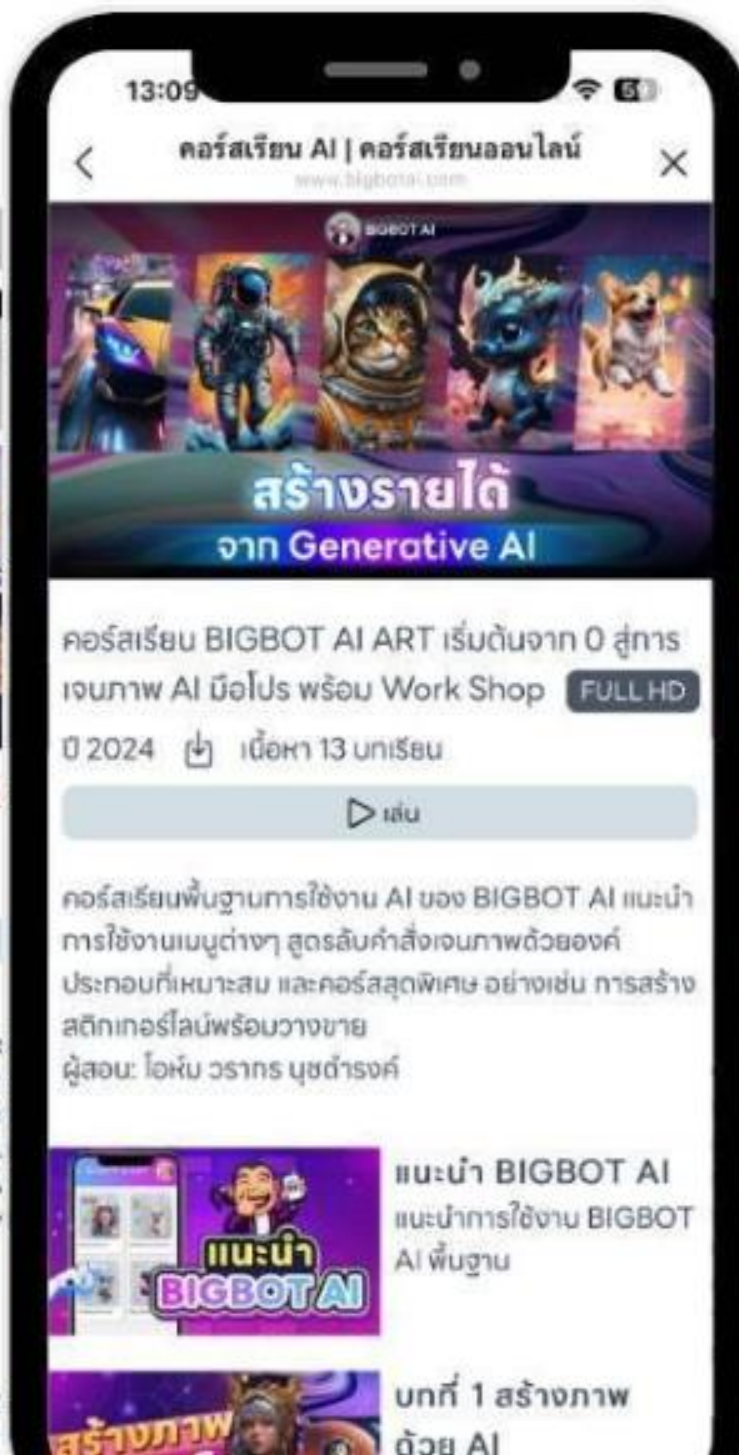 13:09
คอร์สเรียน AI | คอร์สเรียนออนไลน์
www.bigbotai.com
BIGBOT AI
สร้างรายได้
จาก Generative AI
คอร์สเรียน BIGBOT AI ART เริ่มต้นจาก 0 สู่การ
เจนภาพ AI มือโปร พร้อม Work Shop FULL HD
ปี 2024 เนื้อหา 13 บทเรียน
เล่น
คอร์สเรียนพื้นฐานการใช้งาน AI ของ BIGBOT AI แนะนำ
การใช้งานเมนูต่างๆ สูตรลับคำสั่งเจนภาพด้วยองค์
ประกอบที่เหมาะสม และคอร์สสุดพิเศษ อย่างเช่น การสร้าง
สติกเกอร์ไลน์พร้อมวางขาย
ผู้สอน: โอห์ม วรากร นุชดำรงค์
แนะนำ
BIGBOT AI
แนะนำ BIGBOT AI
แนะนำการใช้งาน BIGBOT
AI พื้นฐาน
สร้างภาพ
บทที่ 1 สร้างภาพ
ด้วย AI